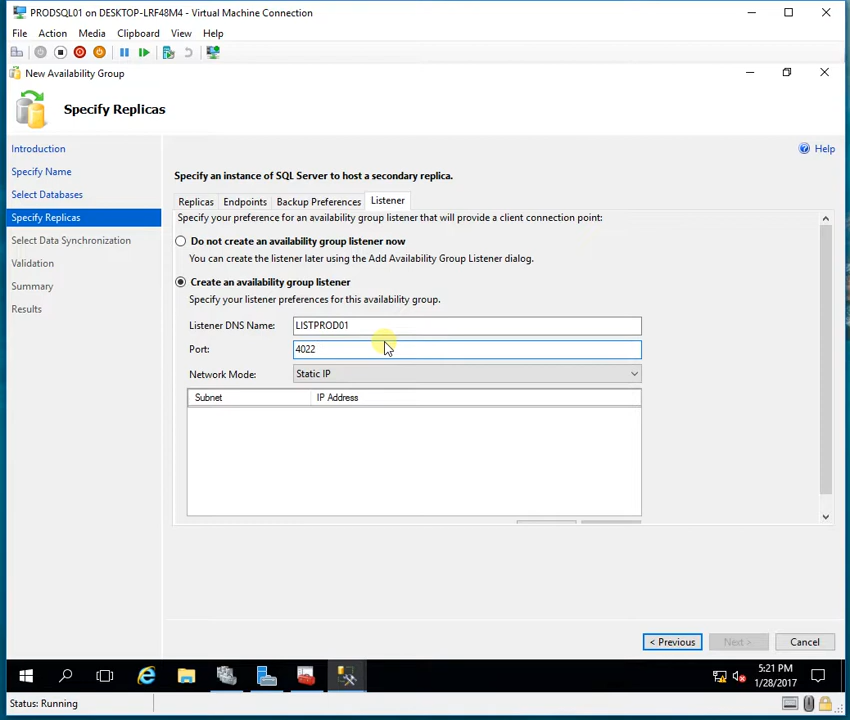 PRODSQL01 on DESKTOP-LRF48M4 - Virtual Machine Connection
File Action Media Clipboard View Help
New Availability Group
Specify Replicas
Introduction
Help
Specify Name
Select Databases
Specify Replicas
Select Data Synchronization
Validation
Summary
Results
Specify an instance of SQL Server to host a secondary replica.
Replicas Endpoints Backup Preferences Listener
Specify your preference for an availability group listener that will provide a client connection point:
Do not create an availability group listener now
You can create the listener later using the Add Availability Group Listener dialog.
Create an availability group listener
Specify your listener preferences for this availability group.
Listener DNS Name: LISTPROD01
Port: 4022
Network Mode: Static IP
Subnet IP Address
< Previous Next > Cancel
5:21 PM
1/28/2017
Status: Running